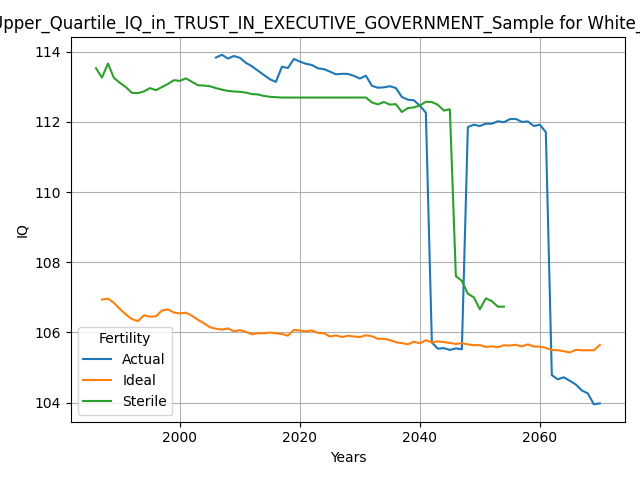 Upper_Quartile_IQ_in_TRUST_IN_EXECUTIVE_GOVERNMENT_Sample for White_
114
112
110
108
106
104
IQ
Fertility
Actual
Ideal
Sterile
2000 2020 2040 2060
Years